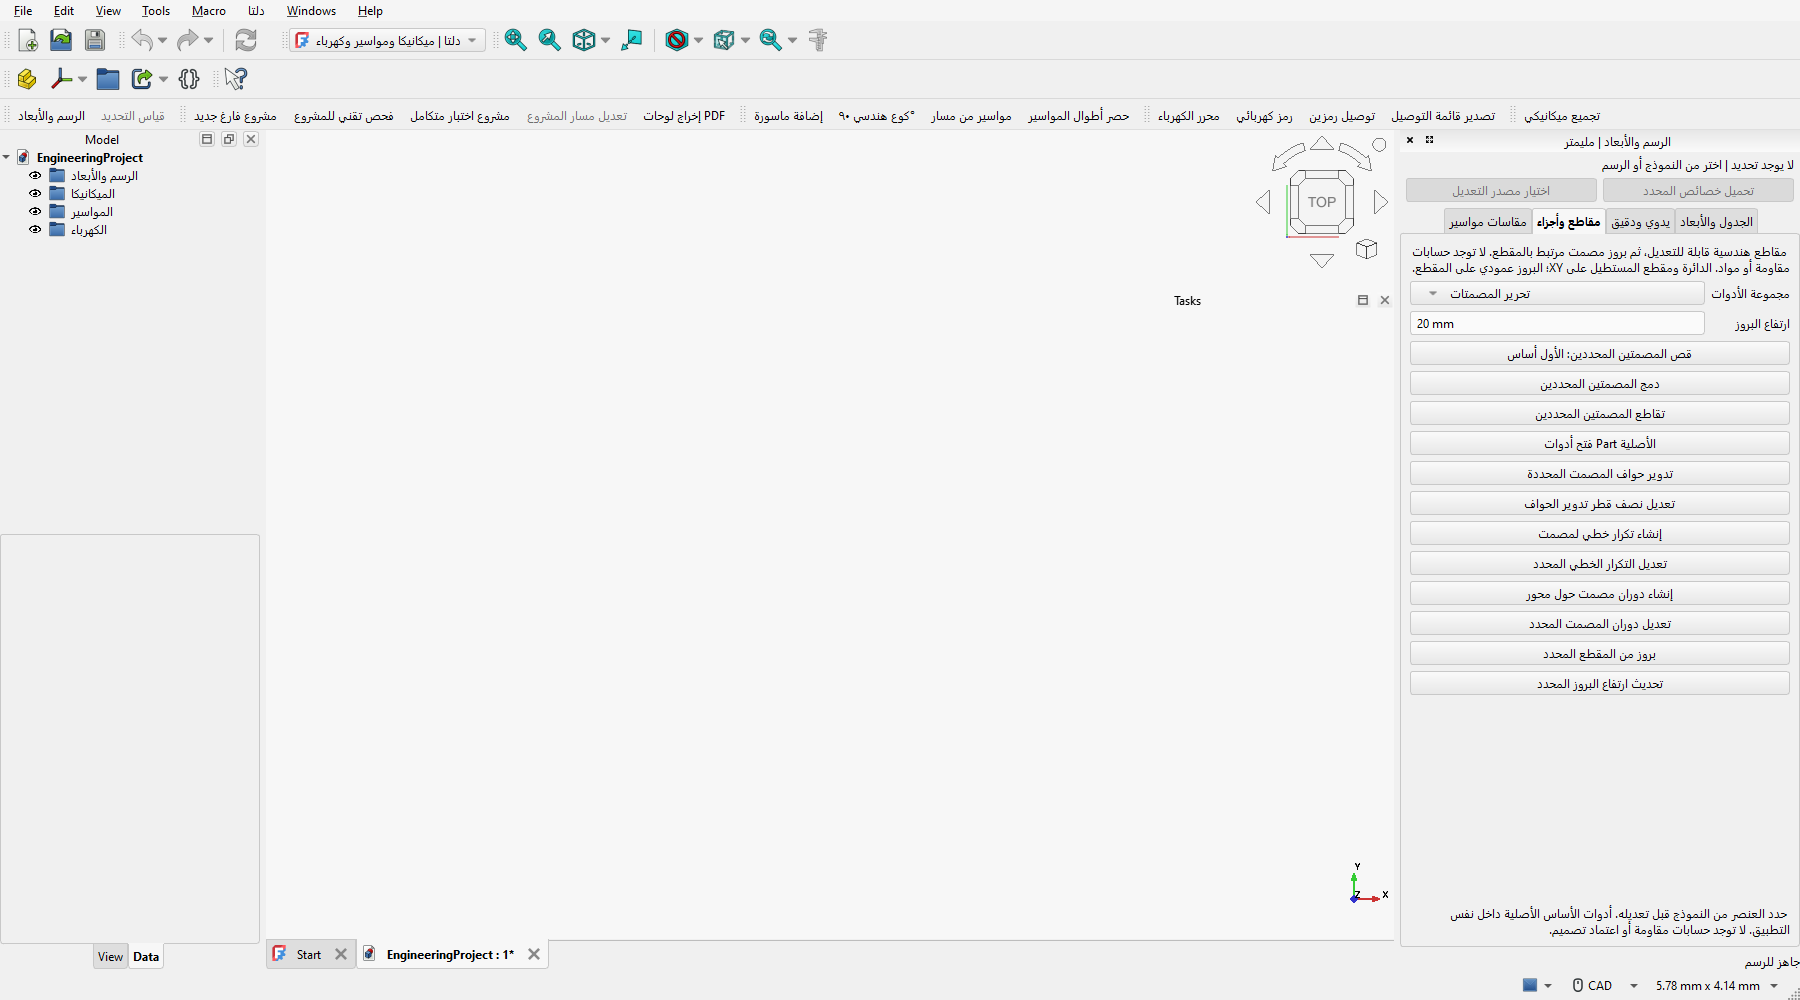 File Edit View Tools Macro دلتا Windows Help
دلتا | ميكانيكا ومواسير وكهرباء
الرسم والأبعاد قياس التحديد مشروع فارغ جديد فحص تقني للمشروع مشروع اختبار متكامل تعديل مسار المشروع إخراج لوحات PDF إضافة ماسورة كوع هندسي ٩٠° مواسير من مسار حصر أطوال المواسير محرر الكهرباء رمز كهربائي توصيل رمزين تصدير قائمة التوصيل تجميع ميكانيكي
Model
EngineeringProject
الرسم والأبعاد
الميكانيكا
المواسير
الكهرباء
View Data
TOP
Tasks
Y
Z X
Start EngineeringProject : 1*
الرسم والأبعاد | مليمتر
لا يوجد تحديد | اختر من النموذج أو الرسم
تحميل خصائص المحدد اختيار مصدر التعديل
الجدول والأبعاد يدوي ودقيق مقاطع وأجزاء مقاسات مواسير
مقاطع هندسية قابلة للتعديل، ثم بروز مصمت مرتبط بالمقطع. لا توجد حسابات
مقاومة أو مواد. الدائرة ومقطع المستطيل على XY؛ البروز عمودي على المقطع.
مجموعة الأدوات تحرير المصمتات
ارتفاع البروز 20 mm
قص المصمتين المحددين: الأول أساس
دمج المصمتين المحددين
تقاطع المصمتين المحددين
فتح أدوات Part الأصلية
تدوير حواف المصمت المحددة
تعديل نصف قطر تدوير الحواف
إنشاء تكرار خطي لمصمت
تعديل التكرار الخطي المحدد
إنشاء دوران مصمت حول محور
تعديل دوران المصمت المحدد
بروز من المقطع المحدد
تحديث ارتفاع البروز المحدد
حدد العنصر من النموذج قبل تعديله. أدوات الأساس الأصلية داخل نفس
التطبيق. لا توجد حسابات مقاومة أو اعتماد تصميم.
جاهز للرسم
CAD 5.78 mm x 4.14 mm